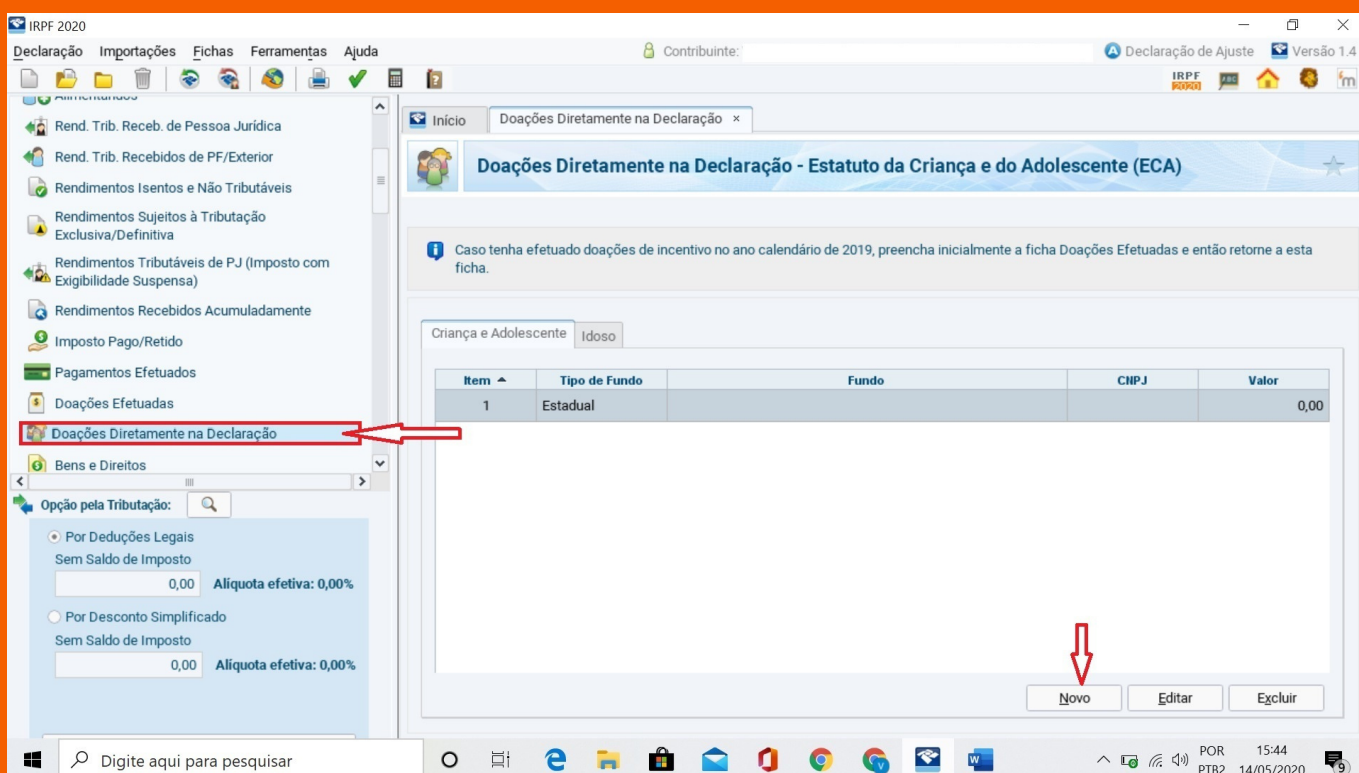 IRPF 2020
Declaração Importações Fichas Ferramentas Ajuda
Contribuinte:
Declaração de Ajuste
Versão 1.4
IRPF
2020
Alimentandos
Rend. Trib. Receb. de Pessoa Jurídica
Rend. Trib. Recebidos de PF/Exterior
Rendimentos Isentos e Não Tributáveis
Rendimentos Sujeitos à Tributação
Exclusiva/Definitiva
Rendimentos Tributáveis de PJ (Imposto com
Exigibilidade Suspensa)
Rendimentos Recebidos Acumuladamente
Imposto Pago/Retido
Pagamentos Efetuados
Doações Efetuadas
Doações Diretamente na Declaração
Bens e Direitos
Opção pela Tributação:
Por Deduções Legais
Sem Saldo de Imposto
0,00 Alíquota efetiva: 0,00%
Por Desconto Simplificado
Sem Saldo de Imposto
0,00 Alíquota efetiva: 0,00%
Início
Doações Diretamente na Declaração ×
Doações Diretamente na Declaração - Estatuto da Criança e do Adolescente (ECA)
Caso tenha efetuado doações de incentivo no ano calendário de 2019, preencha inicialmente a ficha Doações Efetuadas e então retorne a esta
ficha.
Criança e Adolescente
Idoso
Item Tipo de Fundo Fundo CNPJ Valor
1 Estadual 0,00
Novo Editar Excluir
Digite aqui para pesquisar
POR
PTB2
15:44
14/05/2020
9